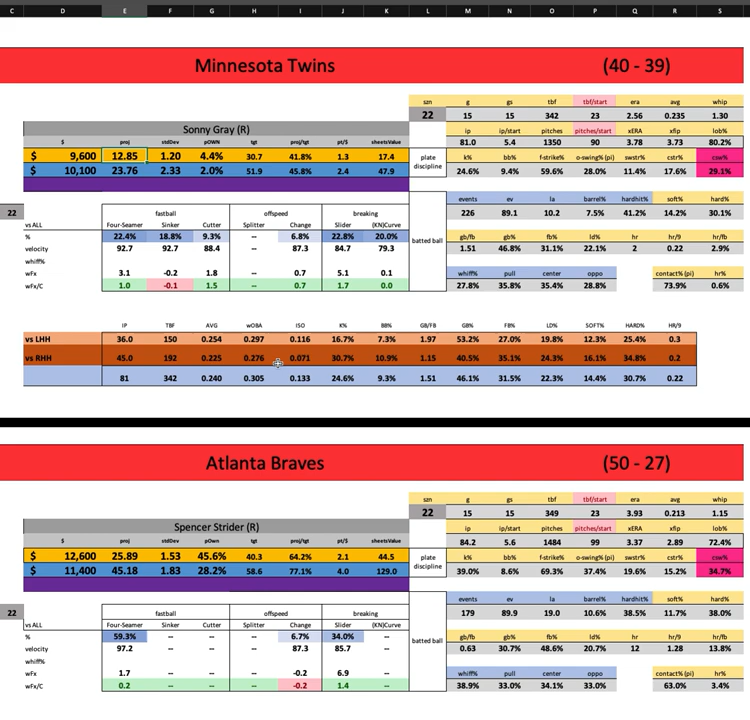 C D E F G H I J K L M N O P Q R S
Minnesota Twins (40 - 39)
szn g gs tbf tbf/start era avg whip
22 15 15 342 23 2.56 0.235 1.30
Sonny Gray (R) ip ip/start pitches pitches/start xERA xfip lob%
$ proj stdDev pOWN tgt proj/tgt pt/$ sheetsValue 81.0 5.4 1350 90 3.78 3.73 80.2%
$ 9,600 12.85 1.20 4.4% 30.7 41.8% 1.3 17.4 plate discipline k% bb% f-strike% o-swing% (pi) swstr% cstr% csw%
$ 10,100 23.76 2.33 2.0% 51.9 45.8% 2.4 47.9 24.6% 9.4% 59.6% 28.0% 11.4% 17.6% 29.1%
events ev la barrel% hardhit% soft% hard%
22 fastball offspeed breaking 226 89.1 10.2 7.5% 41.2% 14.2% 30.1%
vs ALL Four-Seamer Sinker Cutter Splitter Change Slider (KN)Curve
% 22.4% 18.8% 9.3% -- 6.8% 22.8% 20.0% batted ball gb/fb gb% fb% ld% hr hr/9 hr/fb
velocity 92.7 92.7 88.4 -- 87.3 84.7 79.3 1.51 46.8% 31.1% 22.1% 2 0.22 2.9%
whiff%
wFx 3.1 -0.2 1.8 -- 0.7 5.1 0.1 whiff% pull center oppo contact% (pi) hr%
wFx/C 1.0 -0.1 1.5 -- 0.7 1.7 0.0 27.8% 35.8% 35.4% 28.8% 73.9% 0.6%
IP TBF AVG wOBA ISO K% BB% GB/FB GB% FB% LD% SOFT% HARD% HR/9
vs LHH 36.0 150 0.254 0.297 0.116 16.7% 7.3% 1.97 53.2% 27.0% 19.8% 12.3% 25.4% 0.3
vs RHH 45.0 192 0.225 0.276 0.071 30.7% 10.9% 1.15 40.5% 35.1% 24.3% 16.1% 34.8% 0.2
81 342 0.240 0.305 0.133 24.6% 9.3% 1.51 46.1% 31.5% 22.3% 14.4% 30.7% 0.22
Atlanta Braves (50 - 27)
szn g gs tbf tbf/start era avg whip
22 15 15 349 23 3.93 0.213 1.15
Spencer Strider (R) ip ip/start pitches pitches/start xERA xfip lob%
$ proj stdDev pOwn tgt proj/tgt pt/$ sheetsValue 84.2 5.6 1484 99 3.37 2.89 72.4%
$ 12,600 25.89 1.53 45.6% 40.3 64.2% 2.1 44.5 plate discipline k% bb% f-strike% o-swing% (pi) swstr% cstr% csw%
$ 11,400 45.18 1.83 28.2% 58.6 77.1% 4.0 129.0 39.0% 8.6% 69.3% 37.4% 19.6% 15.2% 34.7%
events ev la barrel% hardhit% soft% hard%
22 fastball offspeed breaking 179 89.9 19.0 10.6% 38.5% 11.7% 38.0%
vs ALL Four-Seamer Sinker Cutter Splitter Change Slider (KN)Curve
% 59.3% -- -- -- 6.7% 34.0% -- batted ball gb/fb gb% fb% ld% hr hr/9 hr/fb
velocity 97.2 -- -- -- 87.3 85.7 -- 0.63 30.7% 48.6% 20.7% 12 1.28 13.8%
whiff%
wFx 1.7 -- -- -- -0.2 6.9 -- whiff% pull center oppo contact% (pi) hr%
wFx/C 0.2 -- -- -- -0.2 1.4 -- 38.9% 33.0% 34.1% 33.0% 63.0% 3.4%